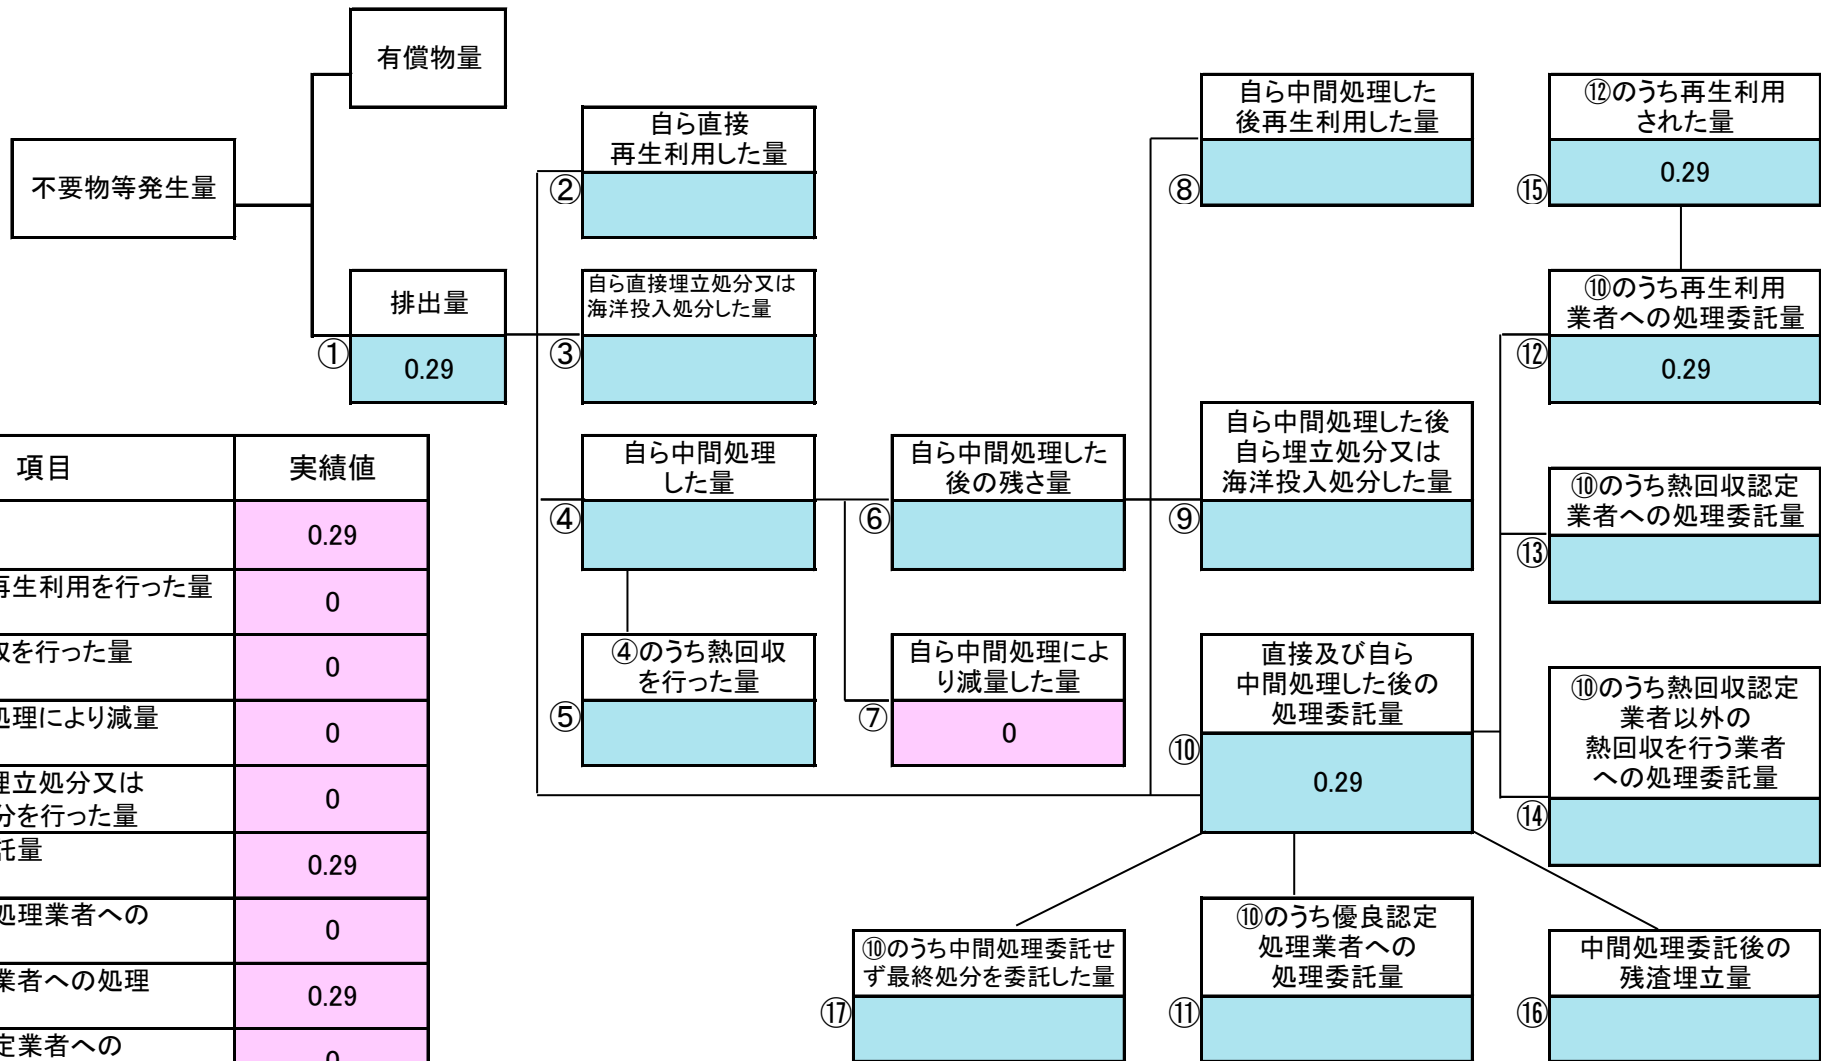 有償物量
不要物等発生量
排出量
①
0.29
自ら直接
再生利用した量
②
自ら直接埋立処分又は
海洋投入処分した量
③
自ら中間処理
した量
④
④のうち熱回収
を行った量
⑤
自ら中間処理した
後の残さ量
⑥
自ら中間処理によ
り減量した量
⑦
0
自ら中間処理した
後再生利用した量
⑧
自ら中間処理した後
自ら埋立処分又は
海洋投入処分した量
⑨
直接及び自ら
中間処理した後の
処理委託量
⑩
0.29
⑫のうち再生利用
された量
⑮
0.29
⑩のうち再生利用
業者への処理委託量
⑫
0.29
⑩のうち熱回収認定
業者への処理委託量
⑬
⑩のうち熱回収認定
業者以外の
熱回収を行う業者
への処理委託量
⑭
⑩のうち中間処理委託せ
ず最終処分を委託した量
⑰
⑩のうち優良認定
処理業者への
処理委託量
⑪
中間処理委託後の
残渣埋立量
⑯
項目 実績値
0.29
再生利用を行った量 0
を行った量 0
処理により減量 0
埋立処分又は
分を行った量 0
託量 0.29
処理業者への 0
業者への処理 0.29
定業者への 0